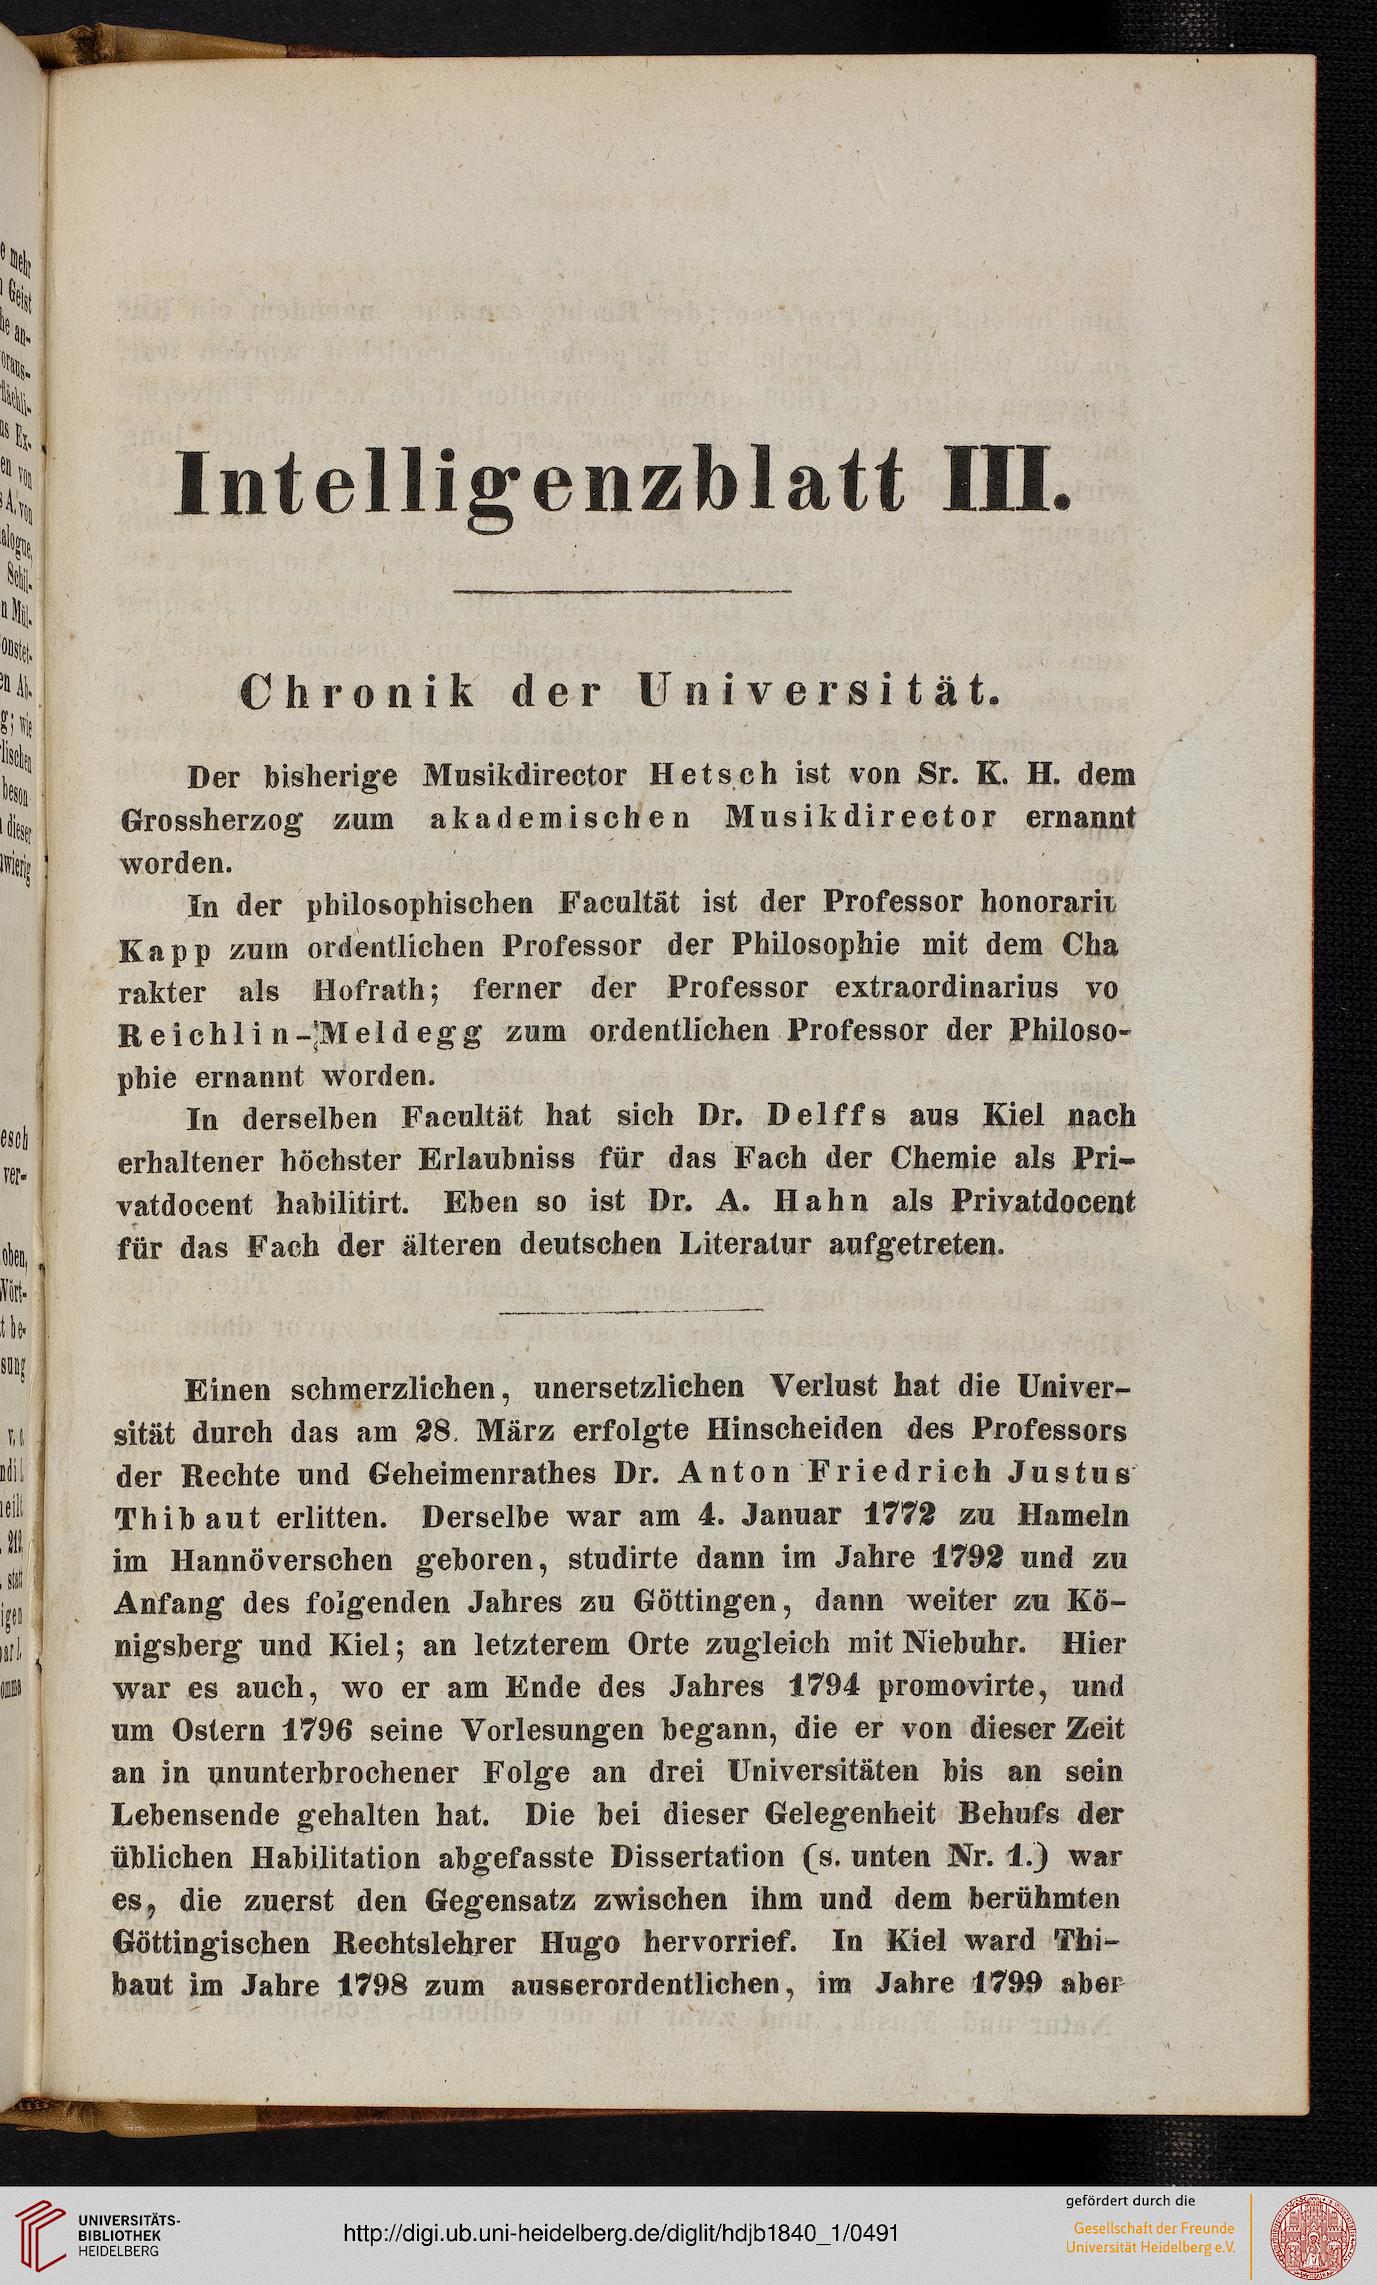 Intelligenzblatt III.
Chronik der Universität.
Der bisherige Musikdirector Hetsch ist von Sr. K. H. dem
Grossherzog zum akademischen Musikdirector ernannt
worden.
In der philosophischen Facultät ist der Professor honorariu
Kapp zum ordentlichen Professor der Philosophie mit dem Cha
rakter als Hofrath; ferner der Professor extraordinarius vo
Reichlin-Meldegg zum ordentlichen Professor der Philoso-
phie ernannt worden.
In derselben Facultät hat sich Dr. Delffs aus Kiel nach
erhaltener höchster Erlaubniss für das Fach der Chemie als Pri-
vatdocent habilitirt. Eben so ist Dr. A. Hahn als Privatdocent
für das Fach der älteren deutschen Literatur aufgetreten.
Einen schmerzlichen, unersetzlichen Verlust hat die Univer-
sität durch das am 28. März erfolgte Hinscheiden des Professors
der Rechte und Geheimenrathes Dr. Anton Friedrich Justus
Thibaut erlitten. Derselbe war am 4. Januar 1772 zu Hameln
im Hannöverschen geboren, studirte dann im Jahre 1792 und zu
Anfang des folgenden Jahres zu Göttingen, dann weiter zu Kö-
nigsberg und Kiel; an letzterem Orte zugleich mit Niebuhr. Hier
war es auch, wo er am Ende des Jahres 1794 promovirte, und
um Ostern 1796 seine Vorlesungen begann, die er von dieser Zeit
an in ununterbrochener Folge an drei Universitäten bis an sein
Lebensende gehalten hat. Die bei dieser Gelegenheit Behufs der
üblichen Habilitation abgefasste Dissertation (s. unten Nr. 1.) war
es, die zuerst den Gegensatz zwischen ihm und dem berühmten
Göttingischen Rechtslehrer Hugo hervorrief. In Kiel ward Thi-
baut im Jahre 1798 zum ausserordentlichen, im Jahre 1799 aber
UNIVERSITÄTS-
BIBLIOTHEK
HEIDELBERG
http://digi.ub.uni-heidelberg.de/diglit/hdjb1840_1/0491
gefördert durch die
Gesellschaft der Freunde
Universität Heidelberg e.V.